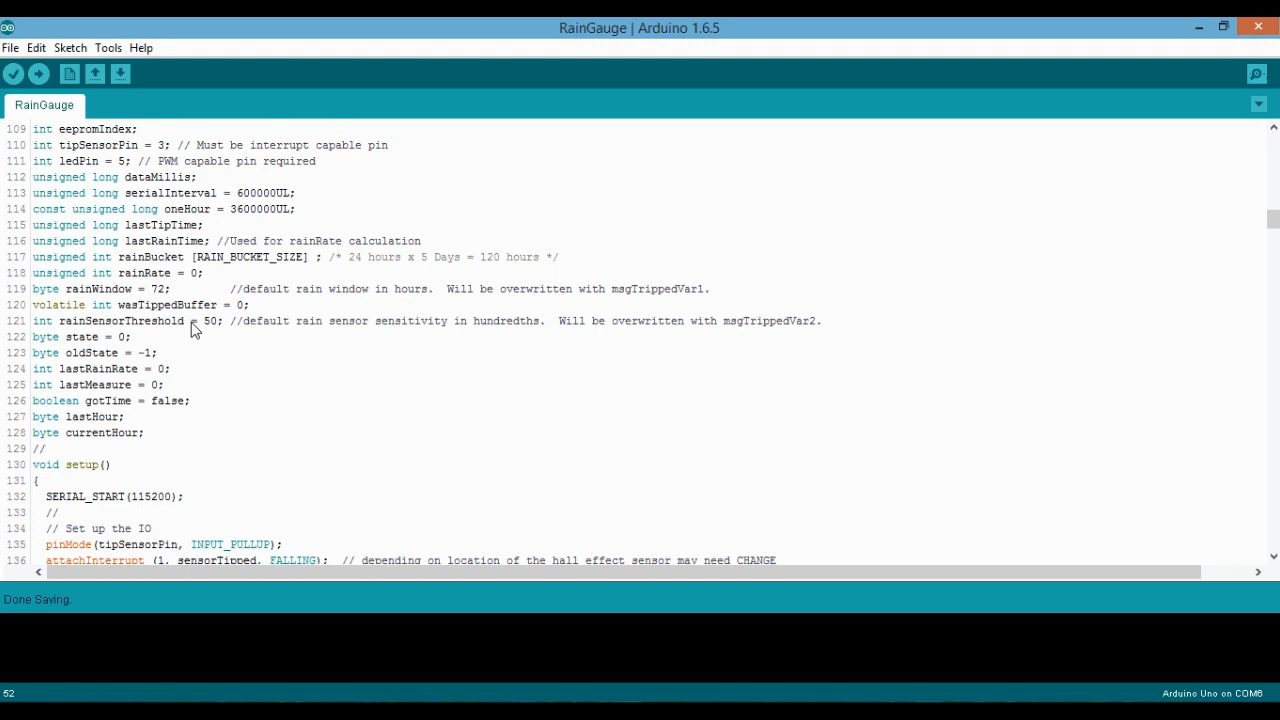 RainGauge | Arduino 1.6.5
File Edit Sketch Tools Help
RainGauge
109 int eepromIndex;
110 int tipSensorPin = 3; // Must be interrupt capable pin
111 int ledPin = 5; // PWM capable pin required
112 unsigned long dataMillis;
113 unsigned long serialInterval = 600000UL;
114 const unsigned long oneHour = 3600000UL;
115 unsigned long lastTipTime;
116 unsigned long lastRainTime; //Used for rainRate calculation
117 unsigned int rainBucket [RAIN_BUCKET_SIZE] ; /* 24 hours x 5 Days = 120 hours */
118 unsigned int rainRate = 0;
119 byte rainWindow = 72;         //default rain window in hours.  Will be overwritten with msgTrippedVar1.
120 volatile int wasTippedBuffer = 0;
121 int rainSensorThreshold = 50; //default rain sensor sensitivity in hundredths.  Will be overwritten with msgTrippedVar2.
122 byte state = 0;
123 byte oldState = -1;
124 int lastRainRate = 0;
125 int lastMeasure = 0;
126 boolean gotTime = false;
127 byte lastHour;
128 byte currentHour;
129 //
130 void setup()
131 {
132   SERIAL_START(115200);
133   //
134   // Set up the IO
135   pinMode(tipSensorPin, INPUT_PULLUP);
136   attachInterrupt (1, sensorTipped, FALLING);  // depending on location of the hall effect sensor may need CHANGE
Done Saving.
52 Arduino Uno on COM6